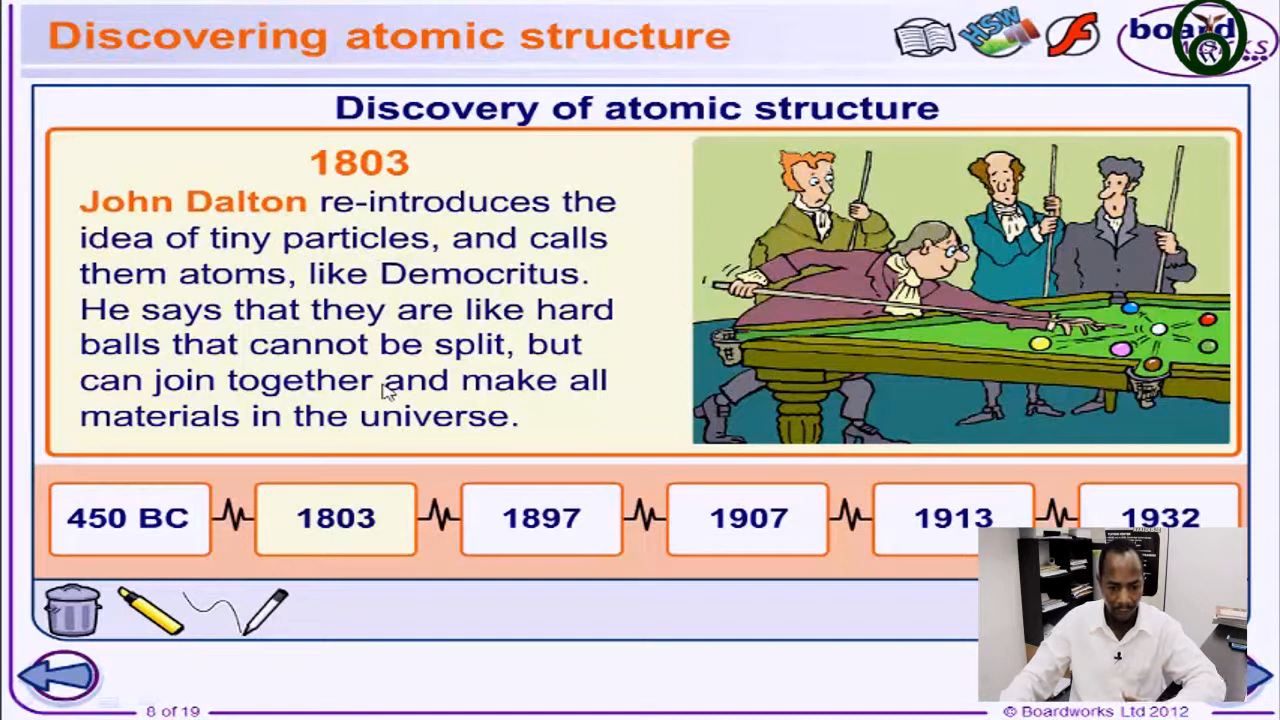 Discovering atomic structure
HSW
board
Discovery of atomic structure
1803
John Dalton re-introduces the
idea of tiny particles, and calls
them atoms, like Democritus.
He says that they are like hard
balls that cannot be split, but
can join together and make all
materials in the universe.
450 BC
1803
1897
1907
1913
1932
8 of 19
© Boardworks Ltd 2012